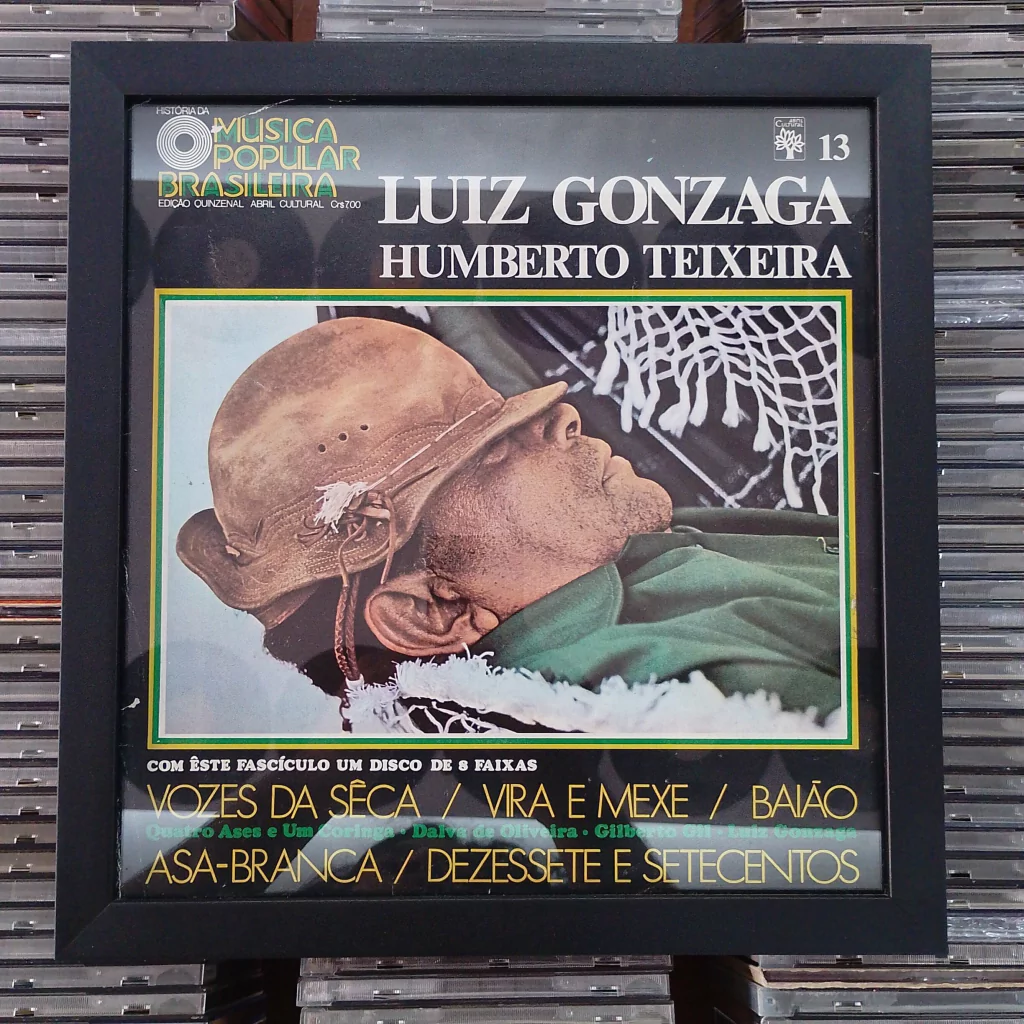 HISTÓRIA DA
MÚSICA
POPULAR
BRASILEIRA
EDIÇÃO QUINZENAL ABRIL CULTURAL Cr$7,00
abril
Cultural
13
LUIZ GONZAGA
HUMBERTO TEIXEIRA
COM ÊSTE FASCÍCULO UM DISCO DE 8 FAIXAS
VOZES DA SÊCA / VIRA E MEXE / BAIÃO
Quatro Ases e Um Coringa • Dalva de Oliveira • Gilberto Gil • Luiz Gonzaga
ASA-BRANCA / DEZESSETE E SETECENTOS